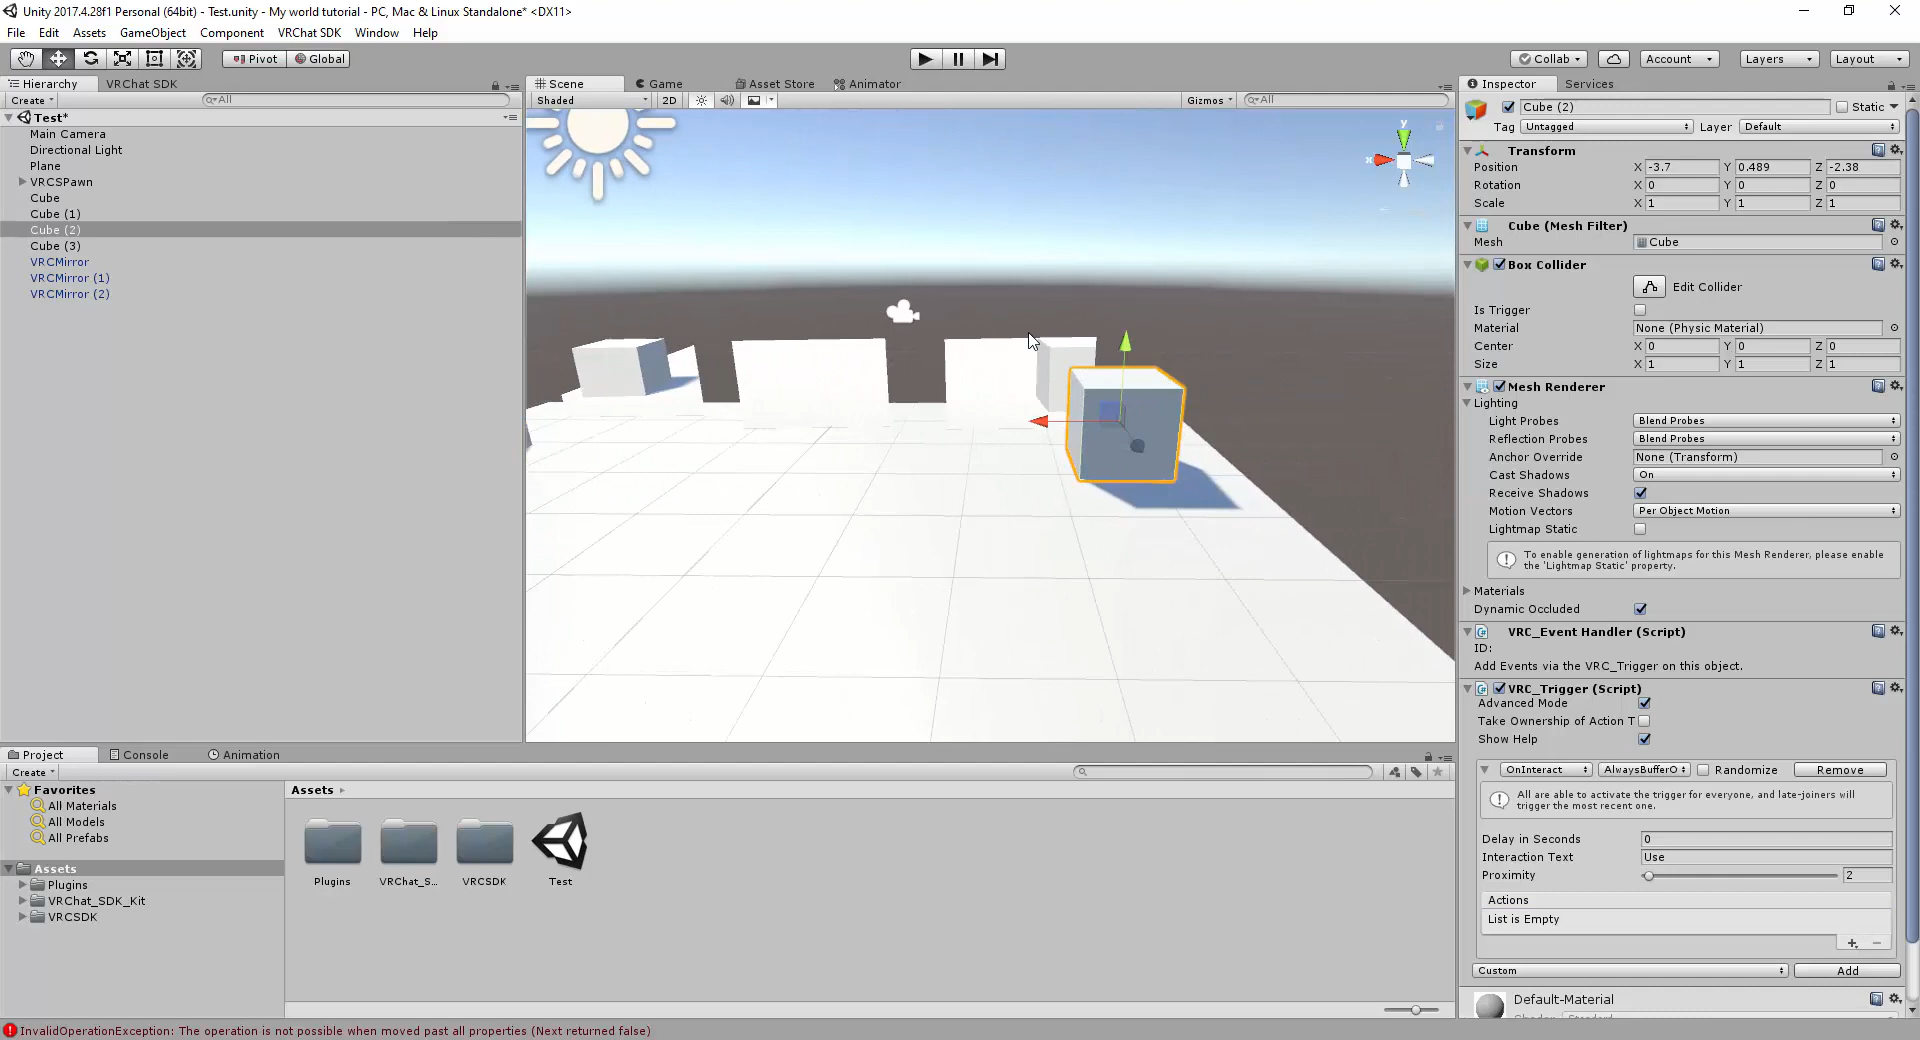 Unity 2017.4.28f1 Personal (64bit) - Test.unity - My world tutorial - PC, Mac & Linux Standalone* <DX11>
File Edit Assets GameObject Component VRChat SDK Window Help
Pivot Global Collab Account Layers Layout
Hierarchy VRChat SDK
Create All
Test*
Main Camera
Directional Light
Plane
VRCSPawn
Cube
Cube (1)
Cube (2)
Cube (3)
VRCMirror
VRCMirror (1)
VRCMirror (2)
Scene Game Asset Store Animator
Shaded 2D Gizmos All
y
x
Inspector Services
Cube (2) Static
Tag Untagged Layer Default
Transform
Position X -3.7 Y 0.489 Z -2.38
Rotation X 0 Y 0 Z 0
Scale X 1 Y 1 Z 1
Cube (Mesh Filter)
Mesh Cube
Box Collider
Edit Collider
Is Trigger
Material None (Physic Material)
Center X 0 Y 0 Z 0
Size X 1 Y 1 Z 1
Mesh Renderer
Lighting
Light Probes Blend Probes
Reflection Probes Blend Probes
Anchor Override None (Transform)
Cast Shadows On
Receive Shadows
Motion Vectors Per Object Motion
Lightmap Static
To enable generation of lightmaps for this Mesh Renderer, please enable
the 'Lightmap Static' property.
Materials
Dynamic Occluded
VRC_Event Handler (Script)
ID:
Add Events via the VRC_Trigger on this object.
VRC_Trigger (Script)
Advanced Mode
Take Ownership of Action T
Show Help
OnInteract AlwaysBufferO Randomize Remove
All are able to activate the trigger for everyone, and late-joiners will
trigger the most recent one.
Delay in Seconds 0
Interaction Text Use
Proximity 2
Actions
List is Empty
Custom Add
Default-Material
Shader Standard
Project Console Animation
Create
Favorites
All Materials
All Models
All Prefabs
Assets
Plugins
VRChat_SDK_Kit
VRCSDK
Assets
Plugins VRChat_S... VRCSDK Test
InvalidOperationException: The operation is not possible when moved past all properties (Next returned false)